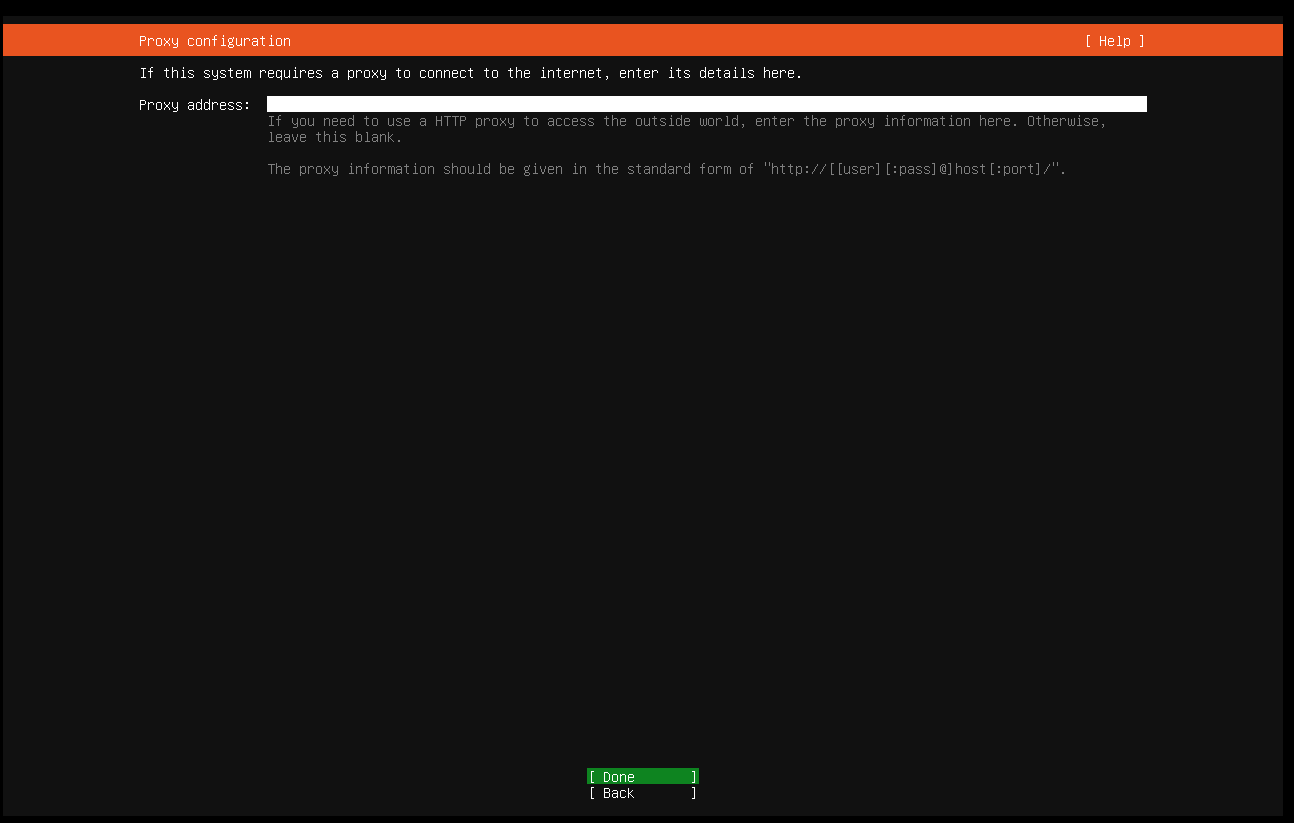 Proxy configuration [ Help ]
If this system requires a proxy to connect to the internet, enter its details here.
Proxy address:
If you need to use a HTTP proxy to access the outside world, enter the proxy information here. Otherwise,
leave this blank.
The proxy information should be given in the standard form of "http://[[user][:pass]@]host[:port]/".
[ Done ]
[ Back ]